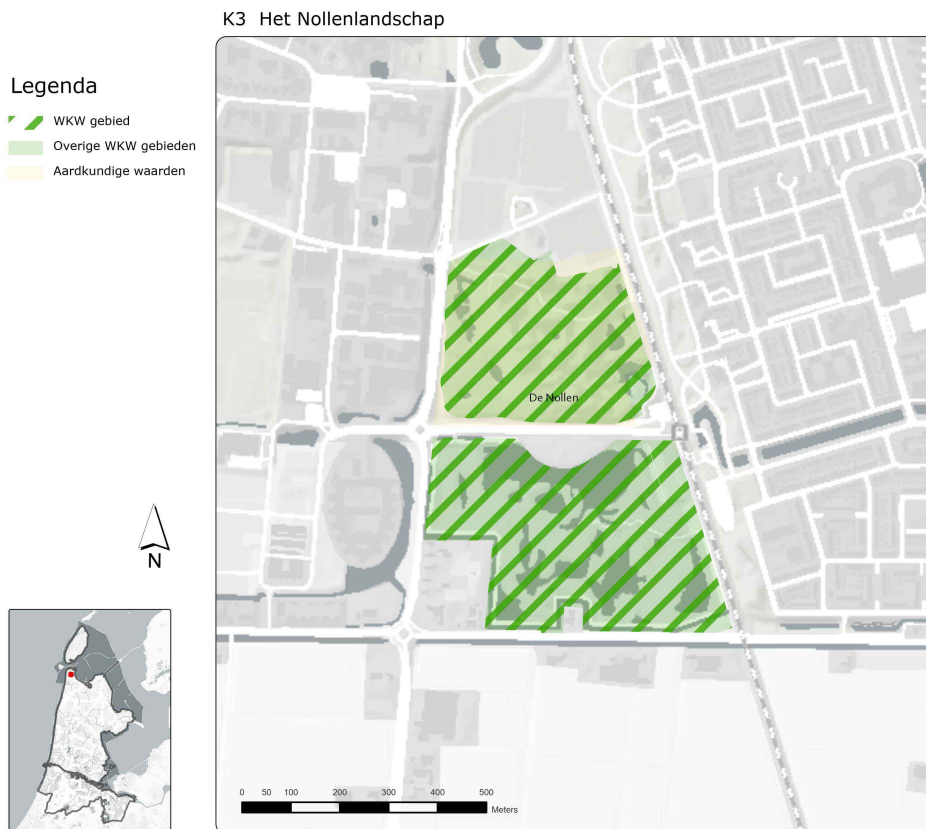 K3 Het Nollenlandschap
Legenda
WKW gebied
Overige WKW gebieden
Aardkundige waarden
De Nollen
N
0 50 100 200 300 400 500
Meters